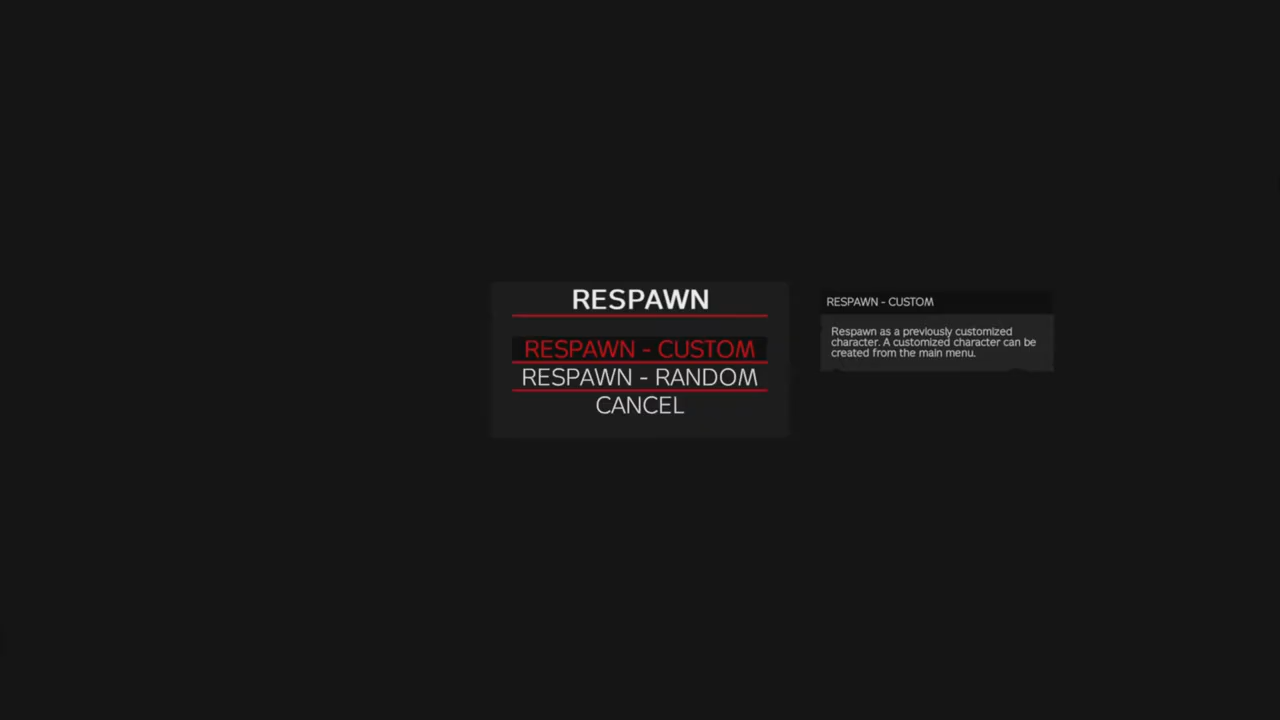 RESPAWN
RESPAWN - CUSTOM
RESPAWN - RANDOM
CANCEL
RESPAWN - CUSTOM
Respawn as a previously customized
character. A customized character can be
created from the main menu.